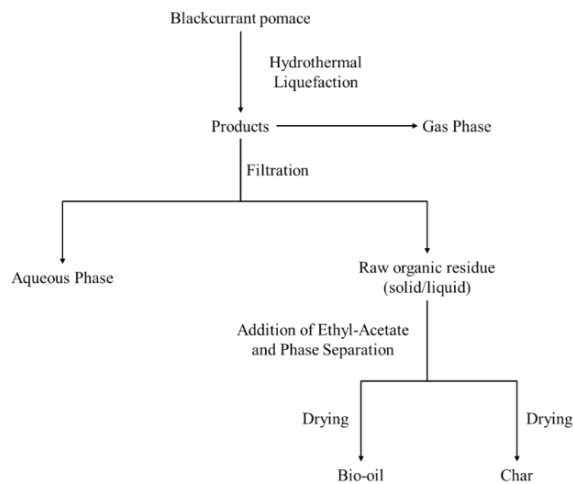 Blackcurrant pomace
Hydrothermal
Liquefaction
Products
Gas Phase
Filtration
Aqueous Phase
Raw organic residue
(solid/liquid)
Addition of Ethyl-Acetate
and Phase Separation
Drying
Drying
Bio-oil
Char